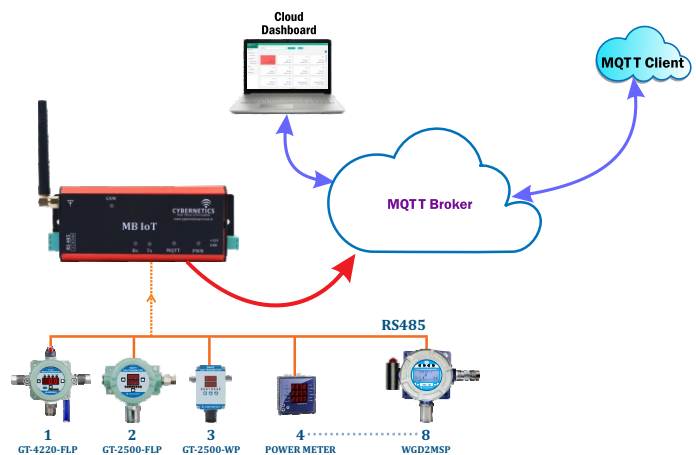 Cloud
Dashboard
MQTT Client
MQTT Broker
CYBERNETICS
MB IoT
Rx Tx MQTT PWR
RS485
1 2 3 4 8
GT-4220-FLP GT-2500-FLP GT-2500-WP POWER METER WGD2MSP